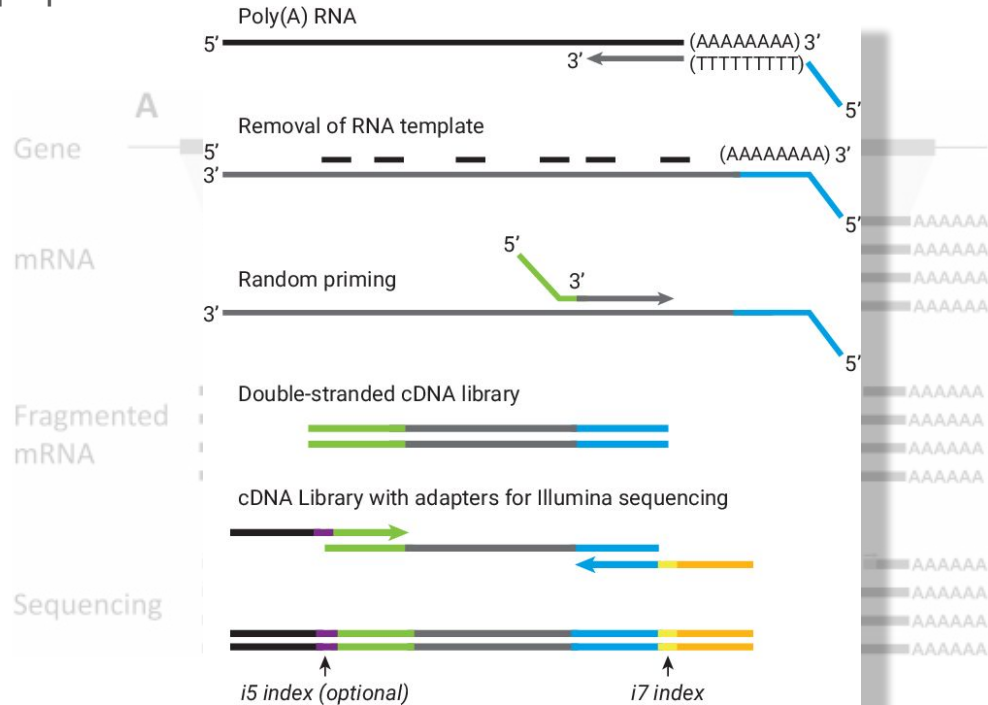 Poly(A) RNA
5’
(AAAAAAAA) 3’
3’
(TTTTTTTTT)
5’
A
Removal of RNA template
Gene
5’
(AAAAAAAA) 3’
3’
5’
AAAAAA
mRNA
AAAAAA
AAAAAA
AAAAAA
5’
Random priming
3’
3’
5’
Double-stranded cDNA library
Fragmented
mRNA
AAAAAA
AAAAAA
AAAAAA
AAAAAA
cDNA Library with adapters for Illumina sequencing
Sequencing
AAAAAA
AAAAAA
AAAAAA
AAAAAA
i5 index (optional)
i7 index